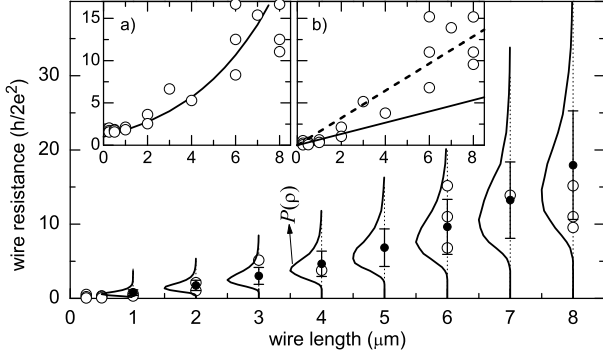 a)
b)
15
10
5
0
0 2 4 6 8
0 2 4 6 8
P(ρ)
wire resistance (h/2e²)
40
30
20
10
0
0 1 2 3 4 5 6 7 8
wire length (μm)